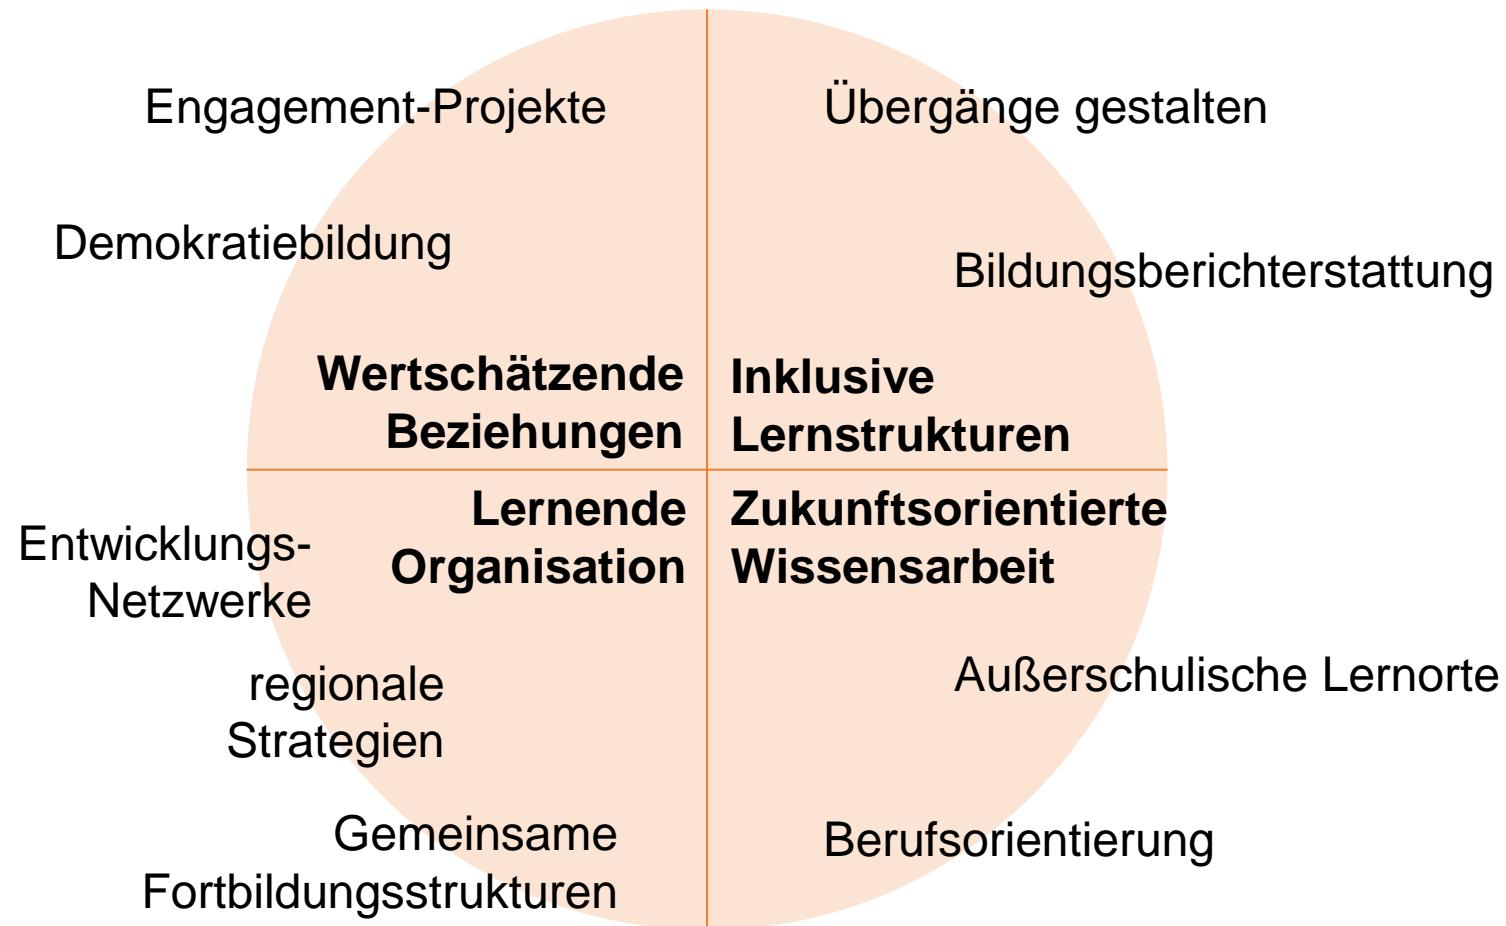 Engagement-Projekte
Übergänge gestalten
Demokratiebildung
Bildungsberichterstattung
Wertschätzende
Beziehungen
Inklusive
Lernstrukturen
Lernende
Organisation
Zukunftsorientierte
Wissensarbeit
Entwicklungs-
Netzwerke
regionale
Strategien
Außerschulische Lernorte
Gemeinsame
Fortbildungsstrukturen
Berufsorientierung